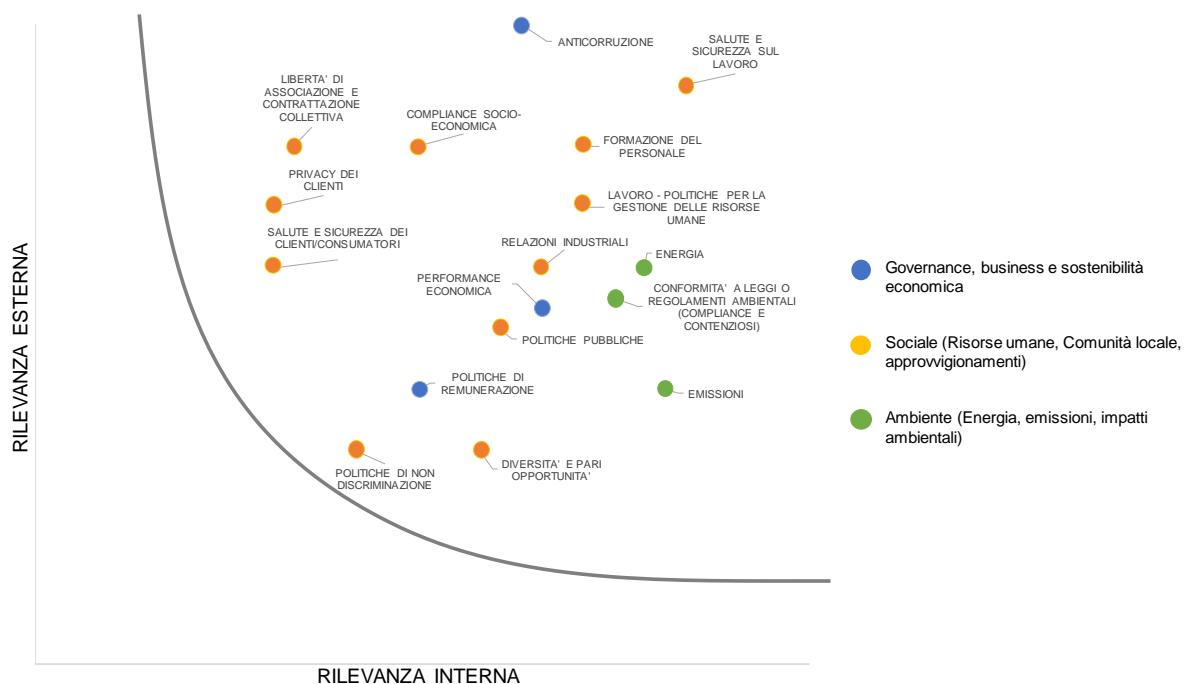 ANTICORRUZIONE
SALUTE E
SICUREZZA SUL
LAVORO
LIBERTA' DI
ASSOCIAZIONE E
CONTRATTAZIONE
COLLETTIVA
COMPLIANCE SOCIO-
ECONOMICA
FORMAZIONE DEL
PERSONALE
PRIVACY DEI
CLIENTI
LAVORO - POLITICHE PER LA
GESTIONE DELLE RISORSE
UMANE
SALUTE E SICUREZZA DEI
CLIENTI/CONSUMATORI
RELAZIONI INDUSTRIALI
ENERGIA
PERFORMANCE
ECONOMICA
CONFORMITA' A LEGGI O
REGOLAMENTI AMBIENTALI
(COMPLIANCE E
CONTENZIOSI)
POLITICHE PUBBLICHE
POLITICHE DI
REMUNERAZIONE
EMISSIONI
POLITICHE DI NON
DISCRIMINAZIONE
DIVERSITA' E PARI
OPPORTUNITA'
RILEVANZA ESTERNA
RILEVANZA INTERNA
Governance, business e sostenibilità
economica
Sociale (Risorse umane, Comunità locale,
approvvigionamenti)
Ambiente (Energia, emissioni, impatti
ambientali)